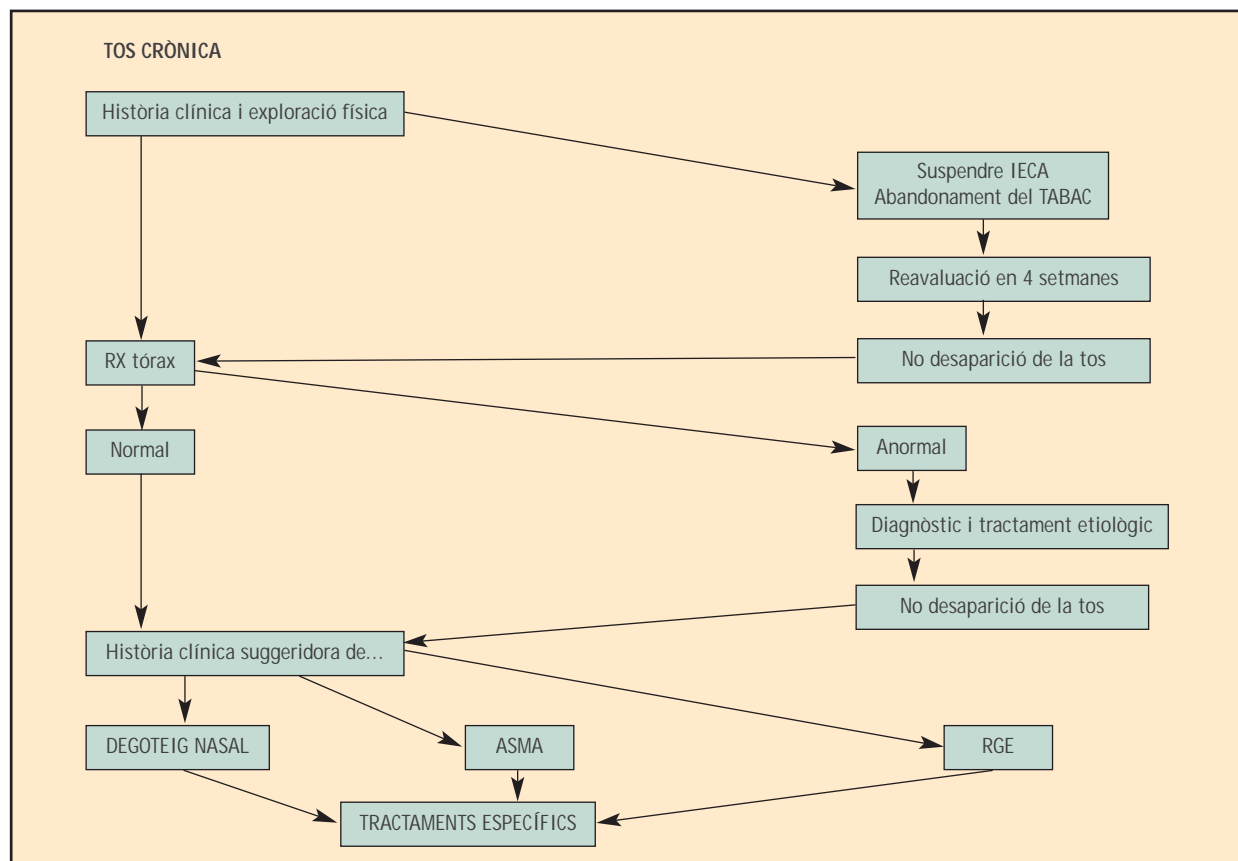 TOS CRÒNICA
Història clínica i exploració física
Suspendre IECA
Abandonament del TABAC
Reavaluació en 4 setmanes
RX tórax
No desaparició de la tos
Normal
Anormal
Diagnòstic i tractament etiològic
No desaparició de la tos
Història clínica suggeridora de...
DEGOTEIG NASAL
ASMA
RGE
TRACTAMENTS ESPECÍFICS